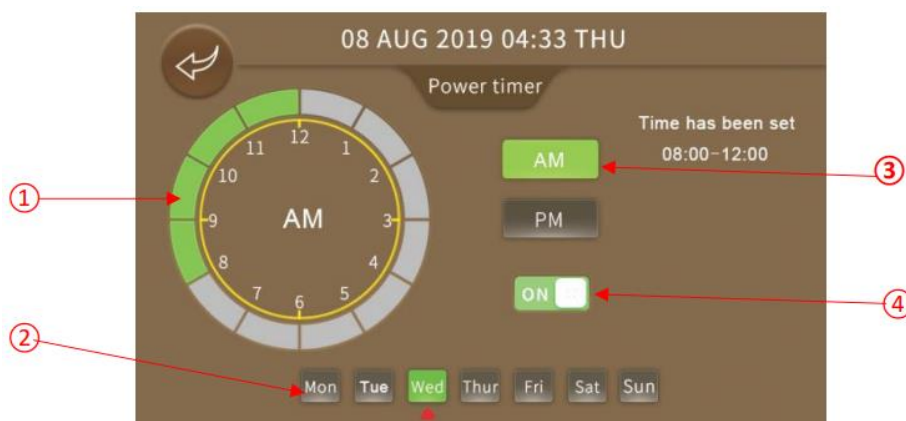 08 AUG 2019 04:33 THU
Power timer
Time has been set
08:00-12:00
12
1
2
3
4
5
6
7
8
9
10
11
AM
AM
PM
ON
Mon Tue Wed Thur Fri Sat Sun
①
②
③
④